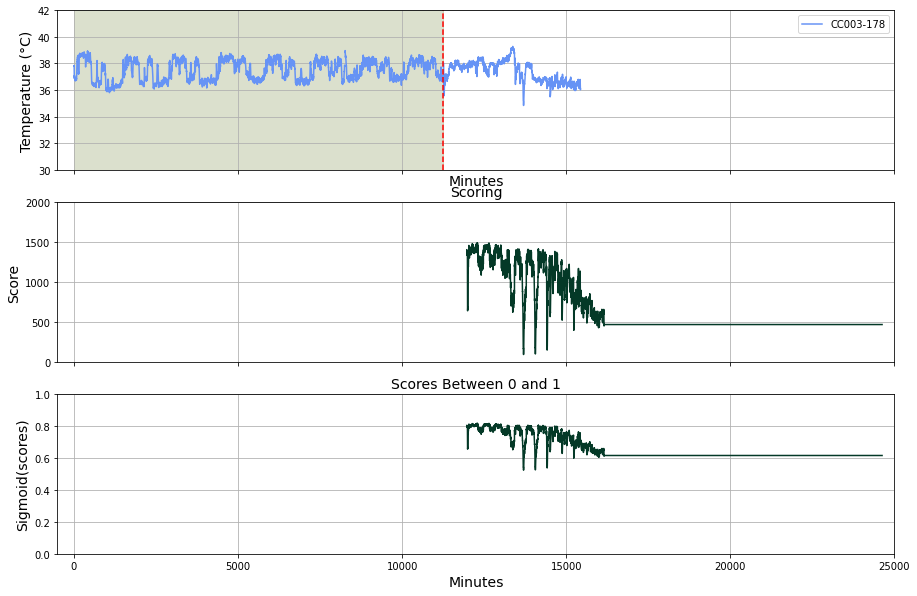 42
40
38
36
34
32
30
Temperature (°C)
CC003-178
Minutes
Scoring
2000
1500
1000
500
0
Score
Scores Between 0 and 1
1.0
0.8
0.6
0.4
0.2
0.0
Sigmoid(scores)
0 5000 10000 15000 20000 25000
Minutes